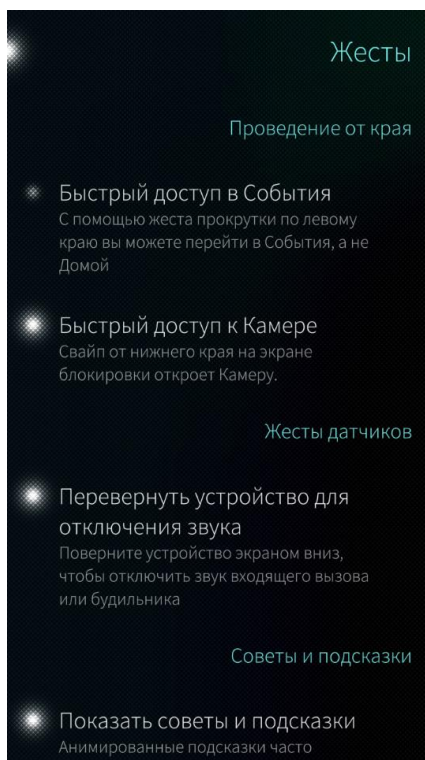 Жесты
Проведение от края
Быстрый доступ в События
С помощью жеста прокрутки по левому
краю вы можете перейти в События, а не
Домой
Быстрый доступ к Камере
Свайп от нижнего края на экране
блокировки откроет Камеру.
Жесты датчиков
Перевернуть устройство для
отключения звука
Поверните устройство экраном вниз,
чтобы отключить звук входящего вызова
или будильника
Советы и подсказки
Показать советы и подсказки
Анимированные подсказки часто